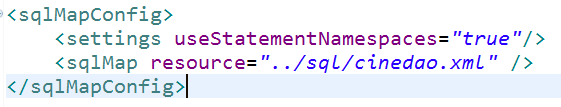 <sqlMapConfig>
<settings useStatementNamespaces="true"/>
<sqlMap resource="../sql/cinedao.xml" />
</sqlMapConfig>